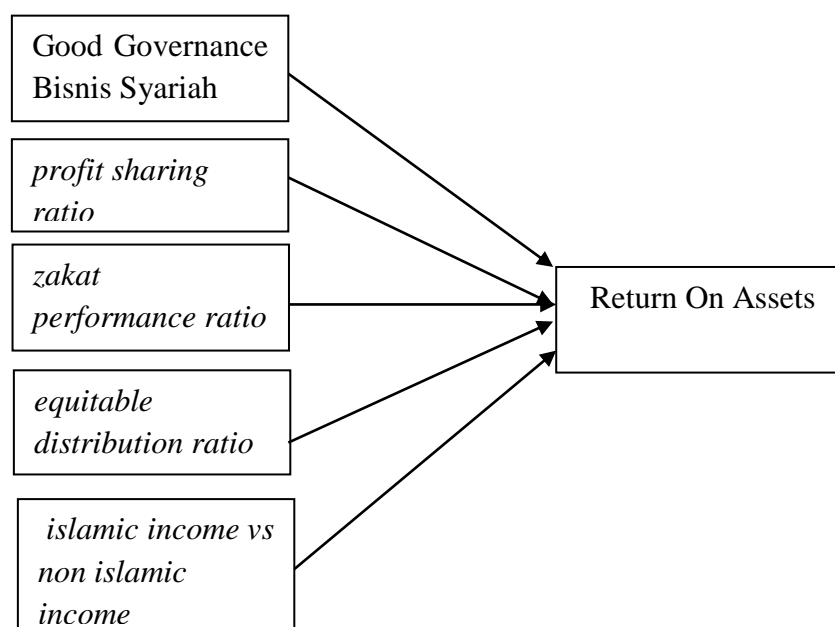 Good Governance
Bisnis Syariah
profit sharing
ratio
zakat
performance ratio
Return On Assets
equitable
distribution ratio
islamic income vs
non islamic
income